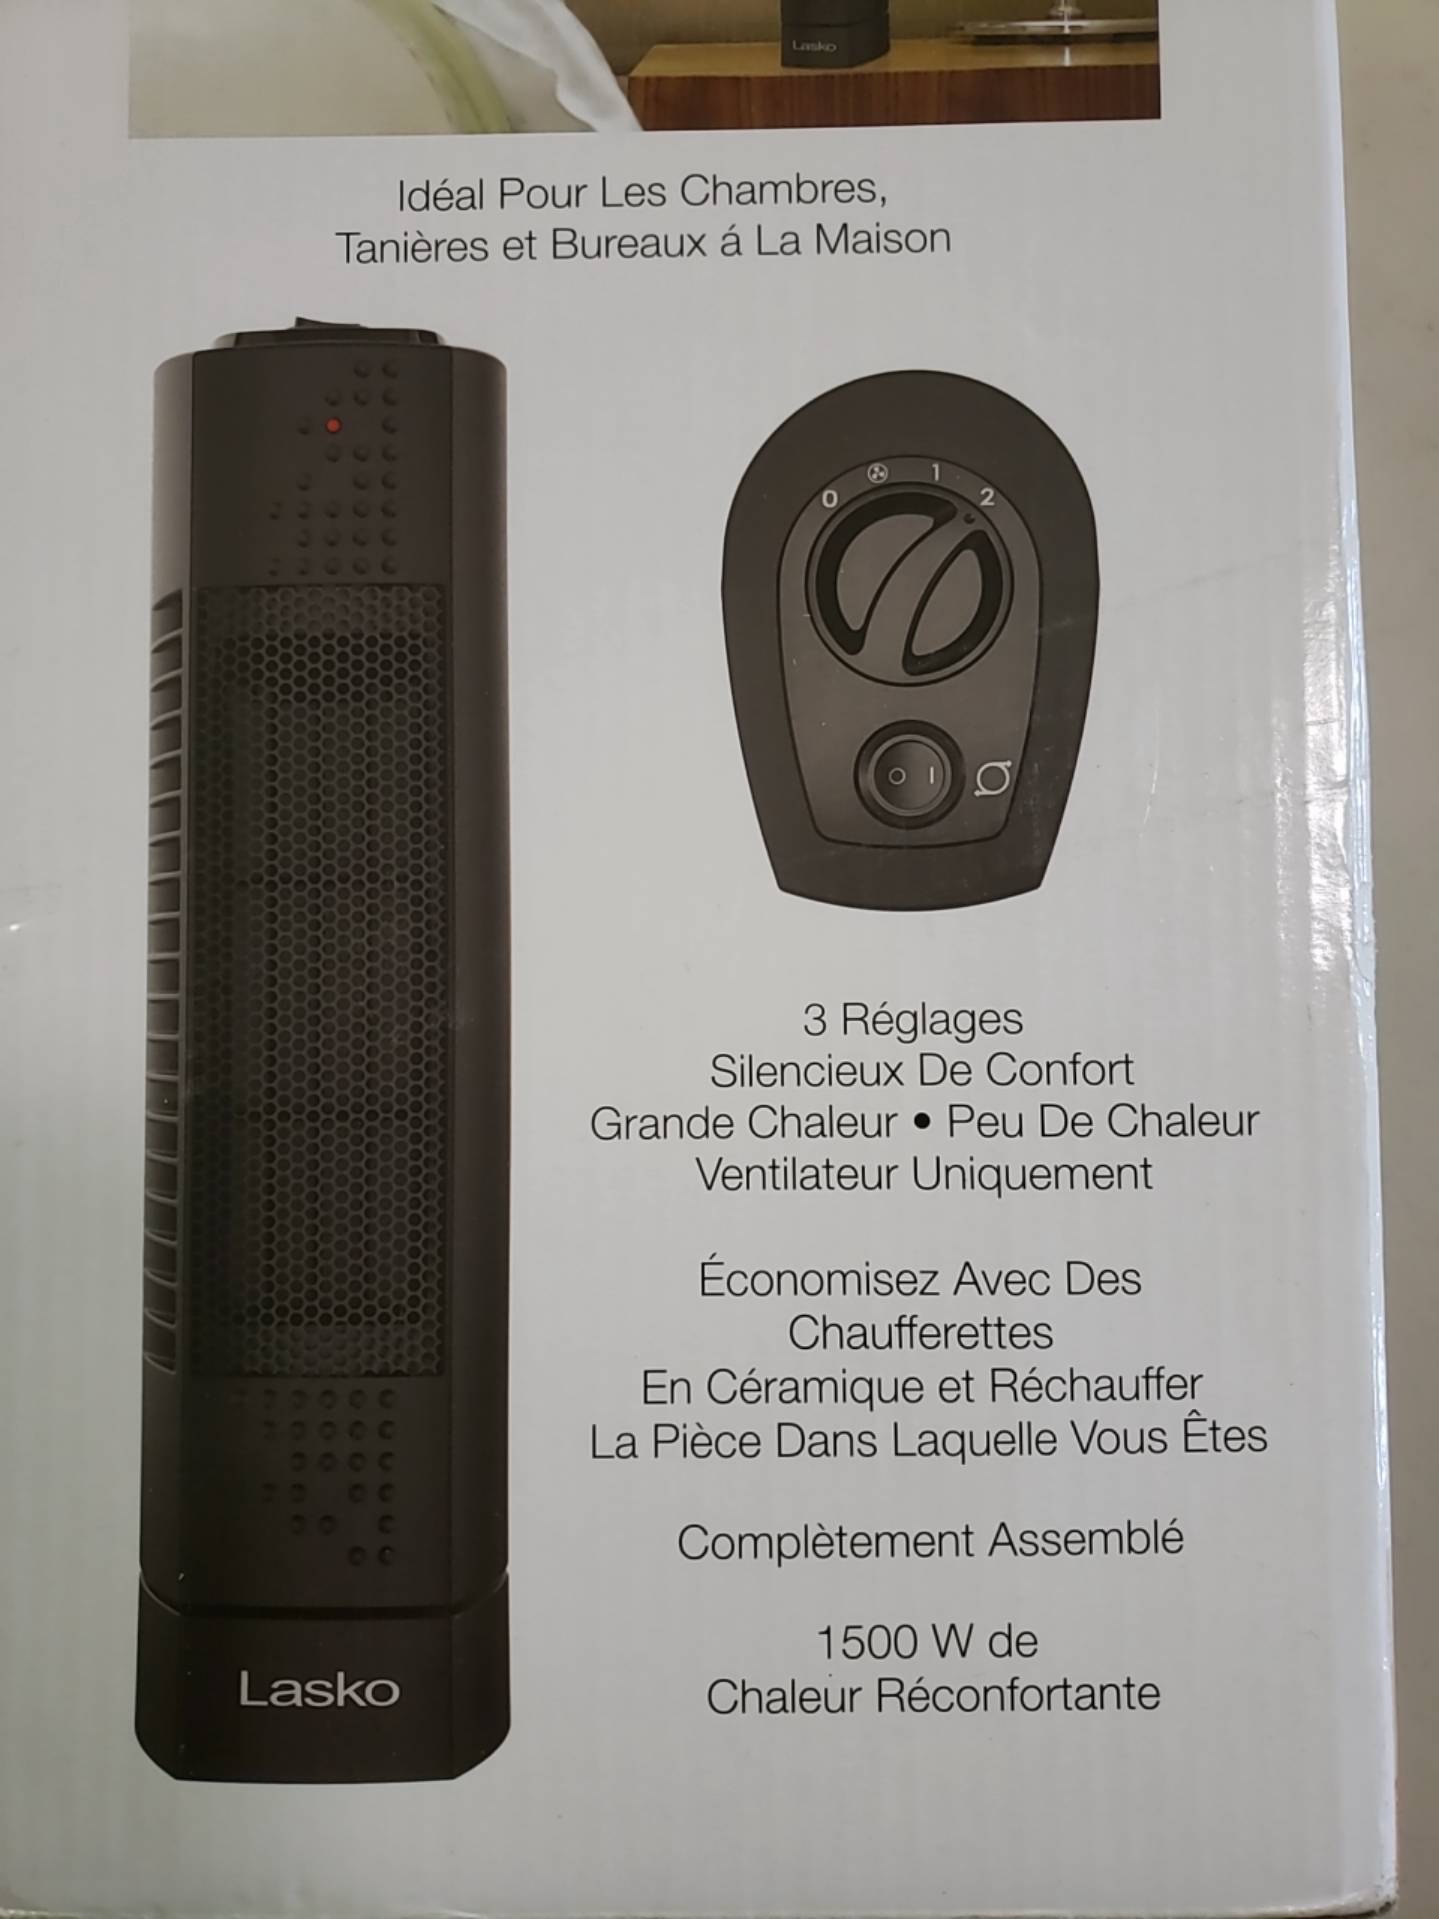 Lasko
Idéal Pour Les Chambres,
Tanières et Bureaux á La Maison
0 1 2
O I
3 Réglages
Silencieux De Confort
Grande Chaleur • Peu De Chaleur
Ventilateur Uniquement
Économisez Avec Des
Chaufferettes
En Céramique et Réchauffer
La Pièce Dans Laquelle Vous Êtes
Complètement Assemblé
1500 W de
Chaleur Réconfortante
Lasko